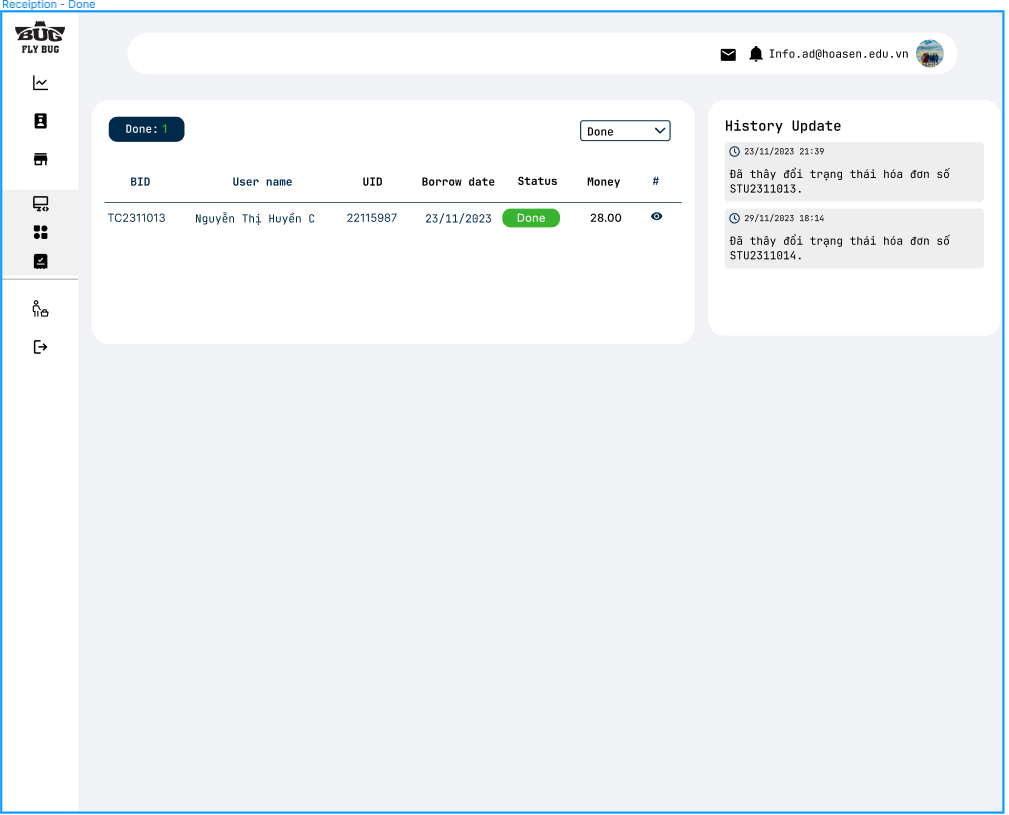 Receiption - Done
BUG
FLY BUG
Info.ad@hoasen.edu.vn
Done: 1
Done
BID User name UID Borrow date Status Money #
TC2311013 Nguyễn Thị Huyền C 22115987 23/11/2023 Done 28.00
History Update
23/11/2023 21:39
Đã thây đổi trạng thái hóa đơn số
STU2311013.
29/11/2023 18:14
Đã thây đổi trạng thái hóa đơn số
STU2311014.